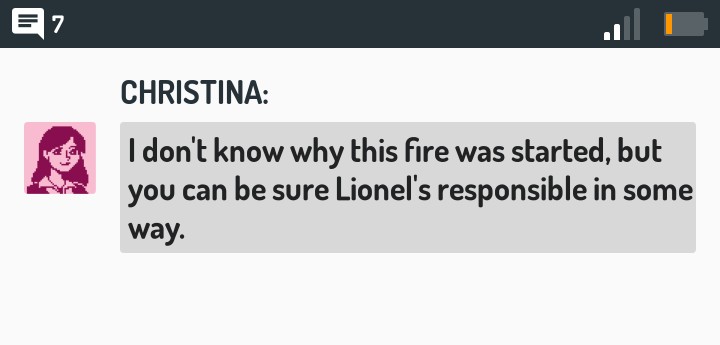 7
CHRISTINA:
I don't know why this fire was started, but
you can be sure Lionel's responsible in some
way.